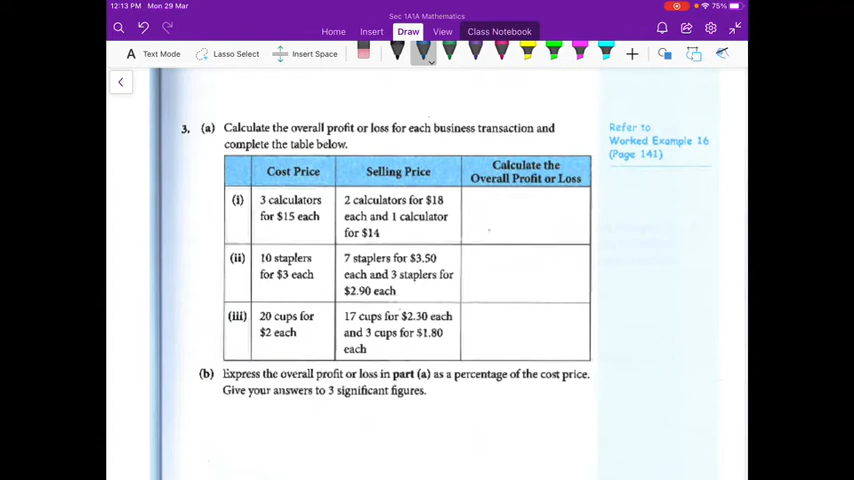 12:13 PM Mon 29 Mar
75%
Sec 1A1A Mathematics
Home Insert Draw View Class Notebook
A Text Mode Lasso Select Insert Space
3. (a) Calculate the overall profit or loss for each business transaction and
complete the table below.
Refer to
Worked Example 16
(Page 141)
Cost Price Selling Price Calculate the
Overall Profit or Loss
(i) 3 calculators 2 calculators for $18
for $15 each each and 1 calculator
for $14
(ii) 10 staplers 7 staplers for $3.50
for $3 each each and 3 staplers for
$2.90 each
(iii) 20 cups for 17 cups for $2.30 each
$2 each and 3 cups for $1.80
each
(b) Express the overall profit or loss in part (a) as a percentage of the cost price.
Give your answers to 3 significant figures.